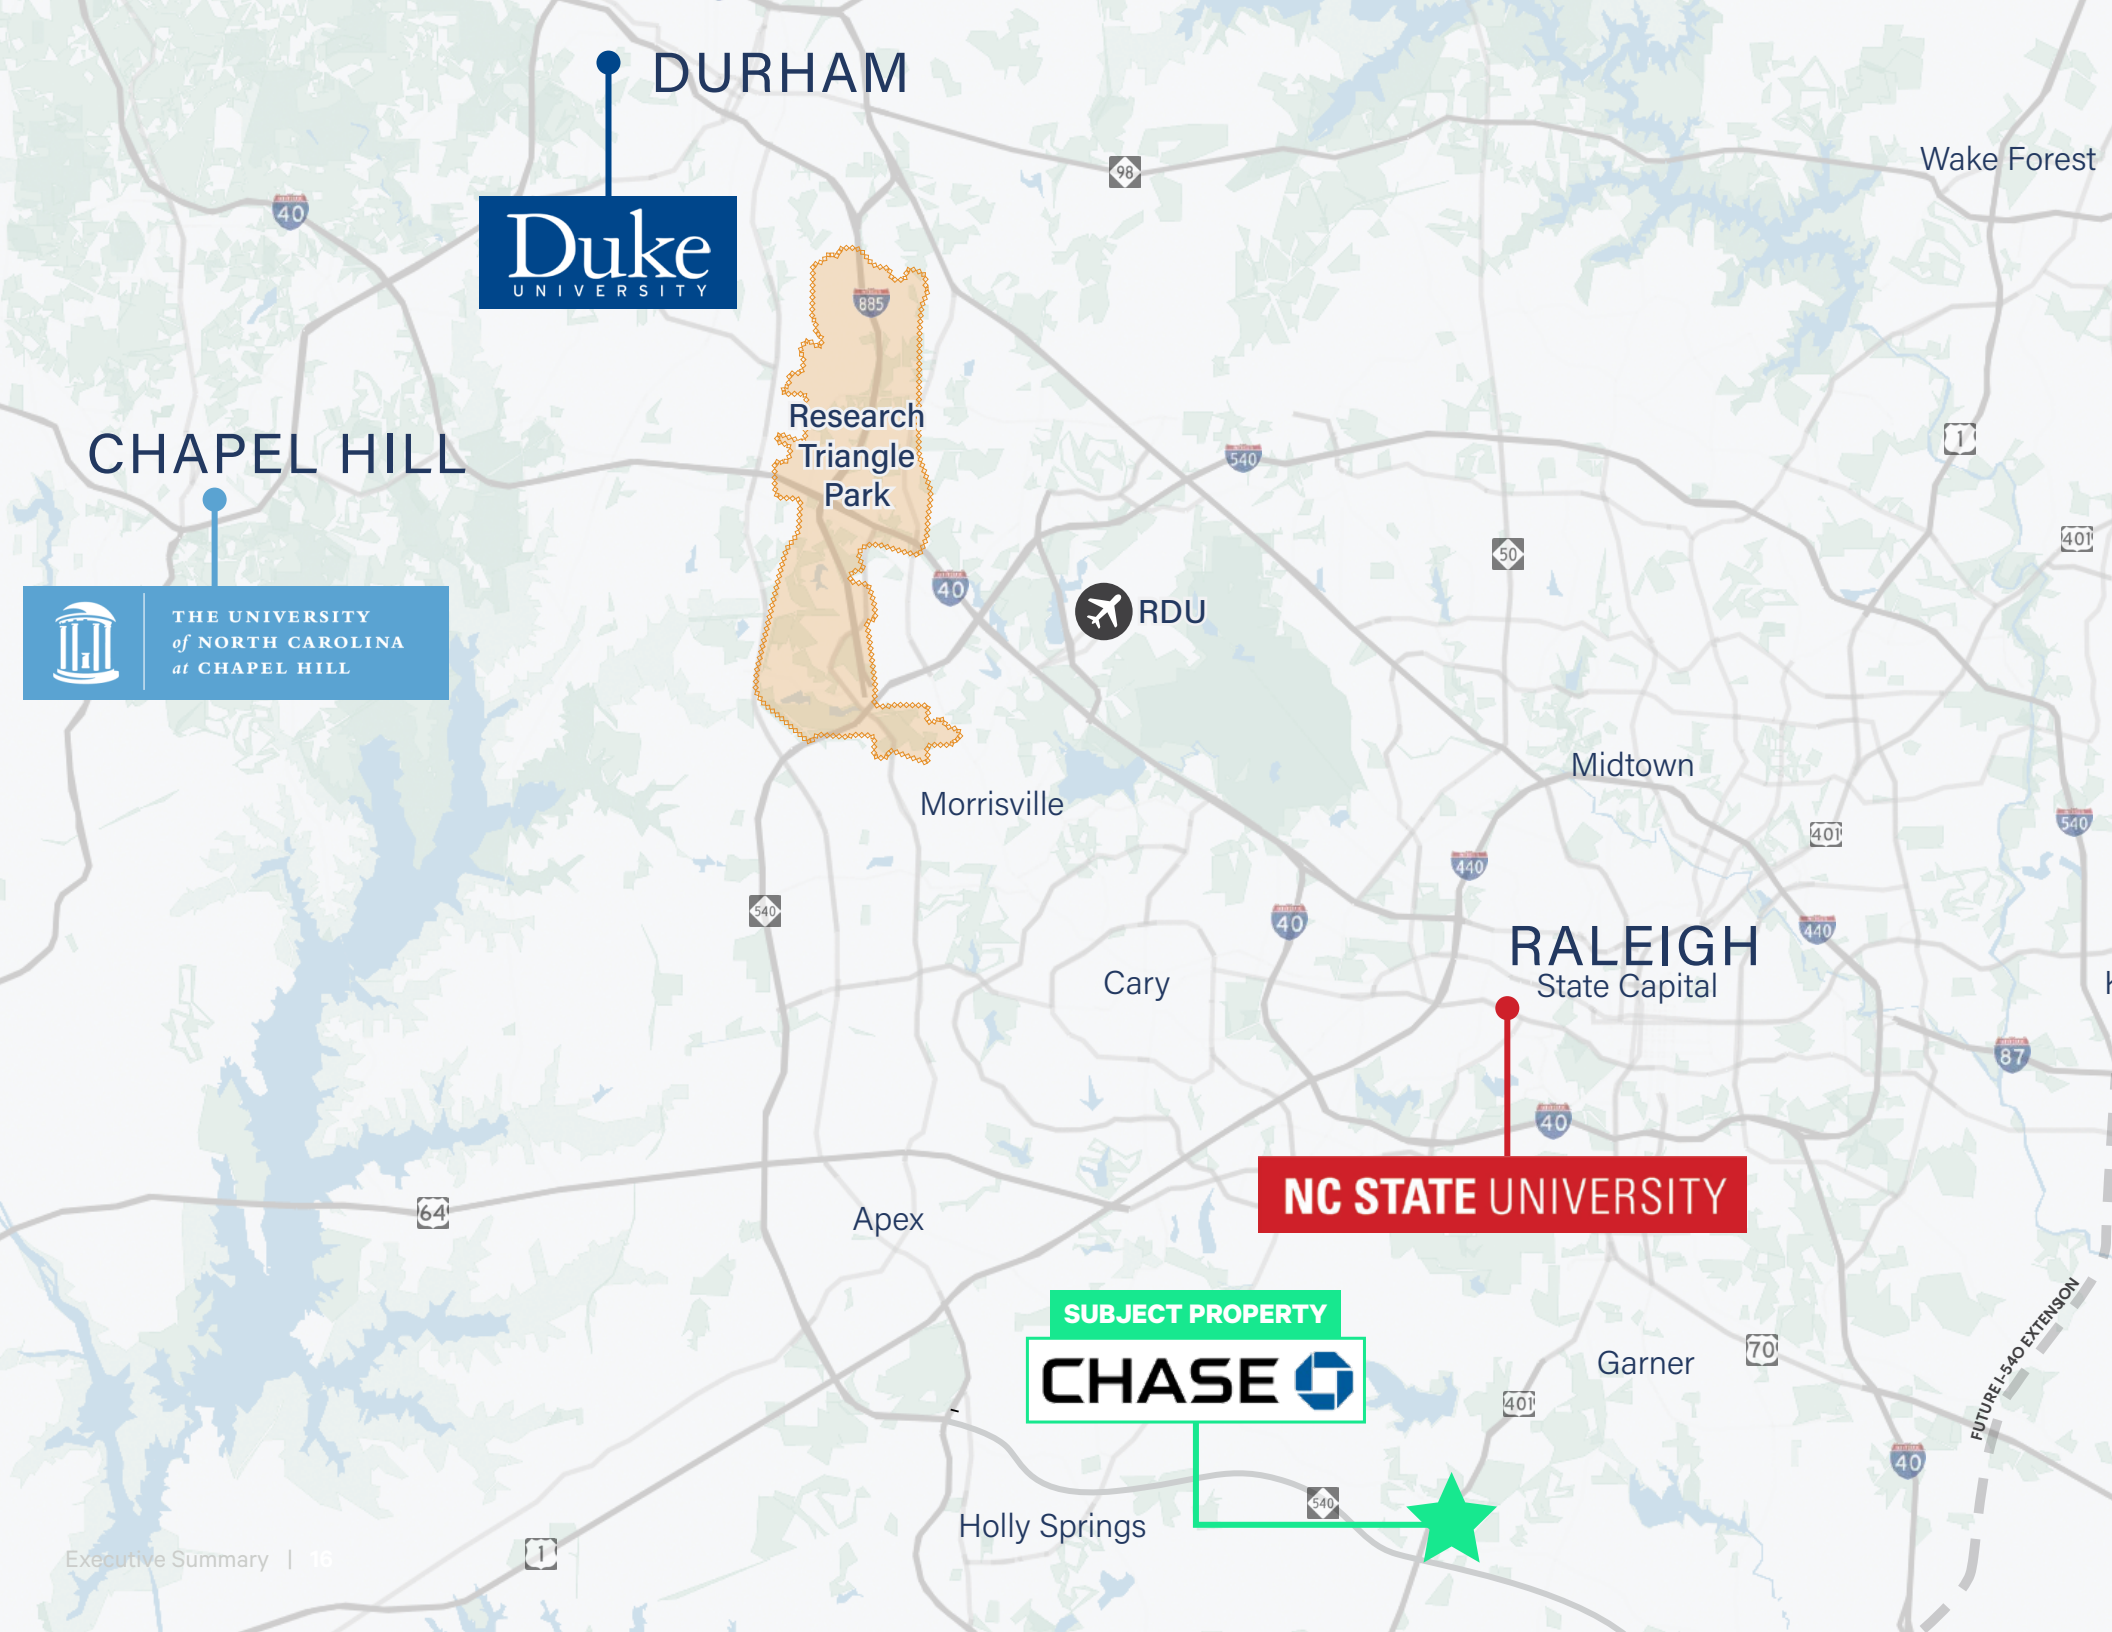 DURHAM
Wake Forest
98
40
Duke
UNIVERSITY
885
Research
Triangle
Park
CHAPEL HILL
540
1
401
50
40
RDU
THE UNIVERSITY
of NORTH CAROLINA
at CHAPEL HILL
Midtown
Morrisville
540
401
440
540
40
440
RALEIGH
State Capital
Cary
87
40
NC STATE UNIVERSITY
64
Apex
SUBJECT PROPERTY
CHASE
Garner
70
FUTURE I-540 EXTENSION
401
40
540
Holly Springs
1
Executive Summary | 16